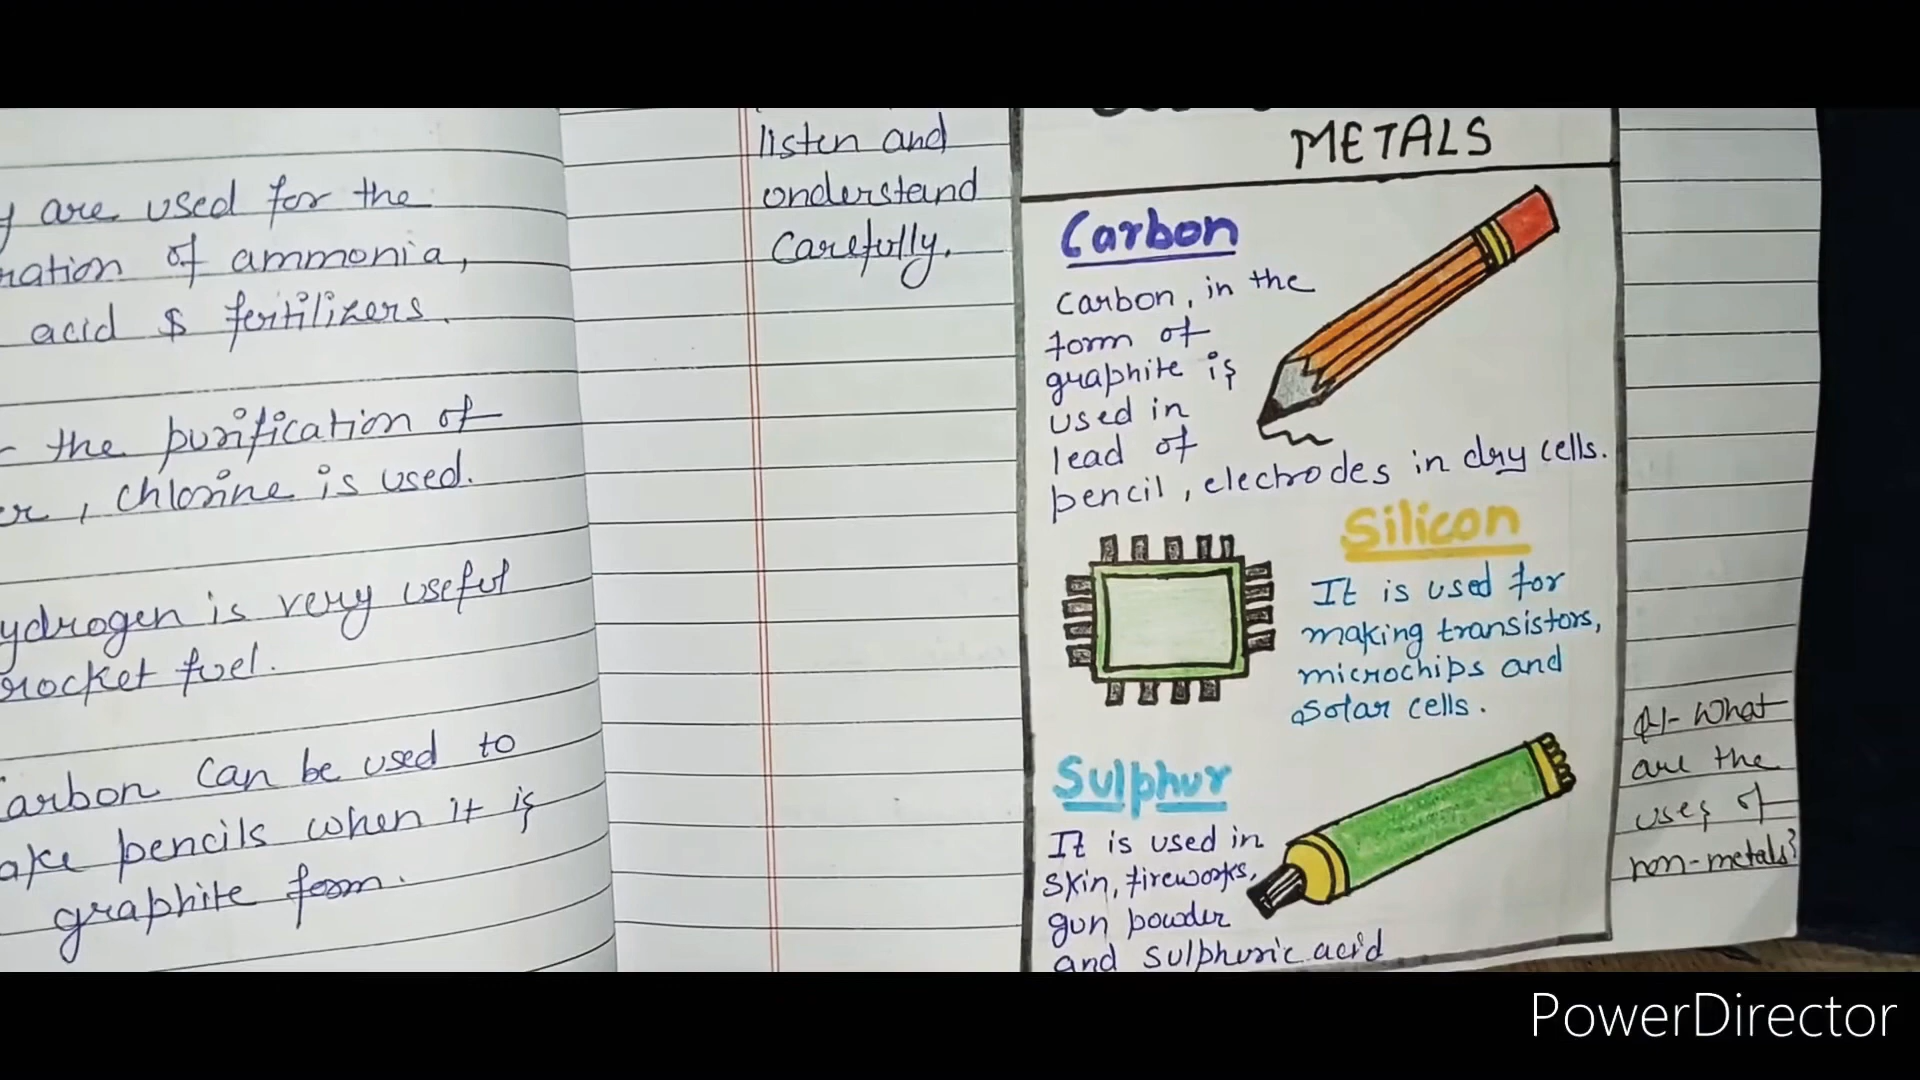 are used for the
of ammonia,
acid $ fertilizers.
the purification of
, chlorine is used.
is very useful
rocket fuel.
can be used to
pencils when it is
graphite form.
listen and
understand
carefully.
METALS
Carbon
carbon, in the
form of
graphite is
used in
lead of
pencil, electrodes in dry cells.
Silicon
It is used for
making transistors,
microchips and
solar cells.
Sulphur
It is used in
skin, fireworks,
gun powder
and sulphuric acid
Q1- What
are the
uses of
non-metals?
PowerDirector